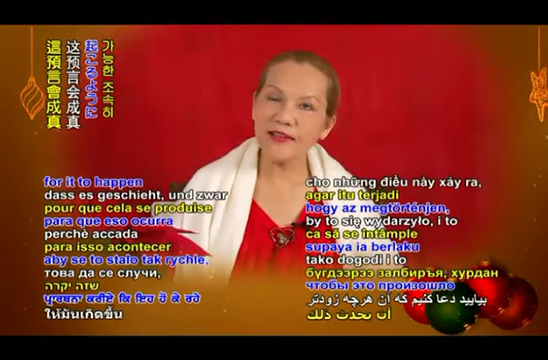 가능한 조속히
起こるように
这预言会成真
這預言會成真
for it to happen
dass es geschieht, und zwar
pour que cela se produise
para que eso ocurra
perchè accada
para isso acontecer
aby se to stalo tak rychle,
това да се случи,
שזה יקרה
ਪ੍ਰਾਰਥਨਾ ਕਰੀਏ ਕਿ ਇਹ ਹੋ ਕੇ ਰਹੇ
ให้มันเกิดขึ้น
cho những điều này xảy ra,
agar itu terjadi
hogy az megtörténjen,
by to się wydarzyło, i to
ca să se întâmple
supaya ia berlaku
tako dogodi i to
бүгдээрээ залбиръя, хурдан
чтобы это произошло
بیایید دعا کنیم که آن هرچه زودتر
أن يحدث ذلك